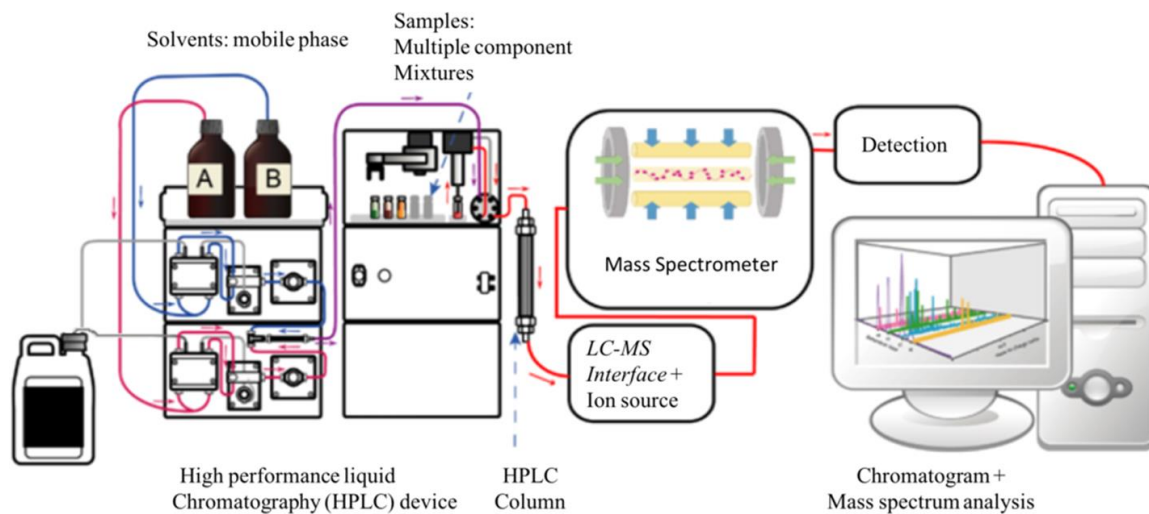 Solvents: mobile phase
Samples:
Multiple component
Mixtures
A
B
Mass Spectrometer
Detection
LC-MS
Interface +
Ion source
High performance liquid
Chromatography (HPLC) device
HPLC
Column
Chromatogram +
Mass spectrum analysis